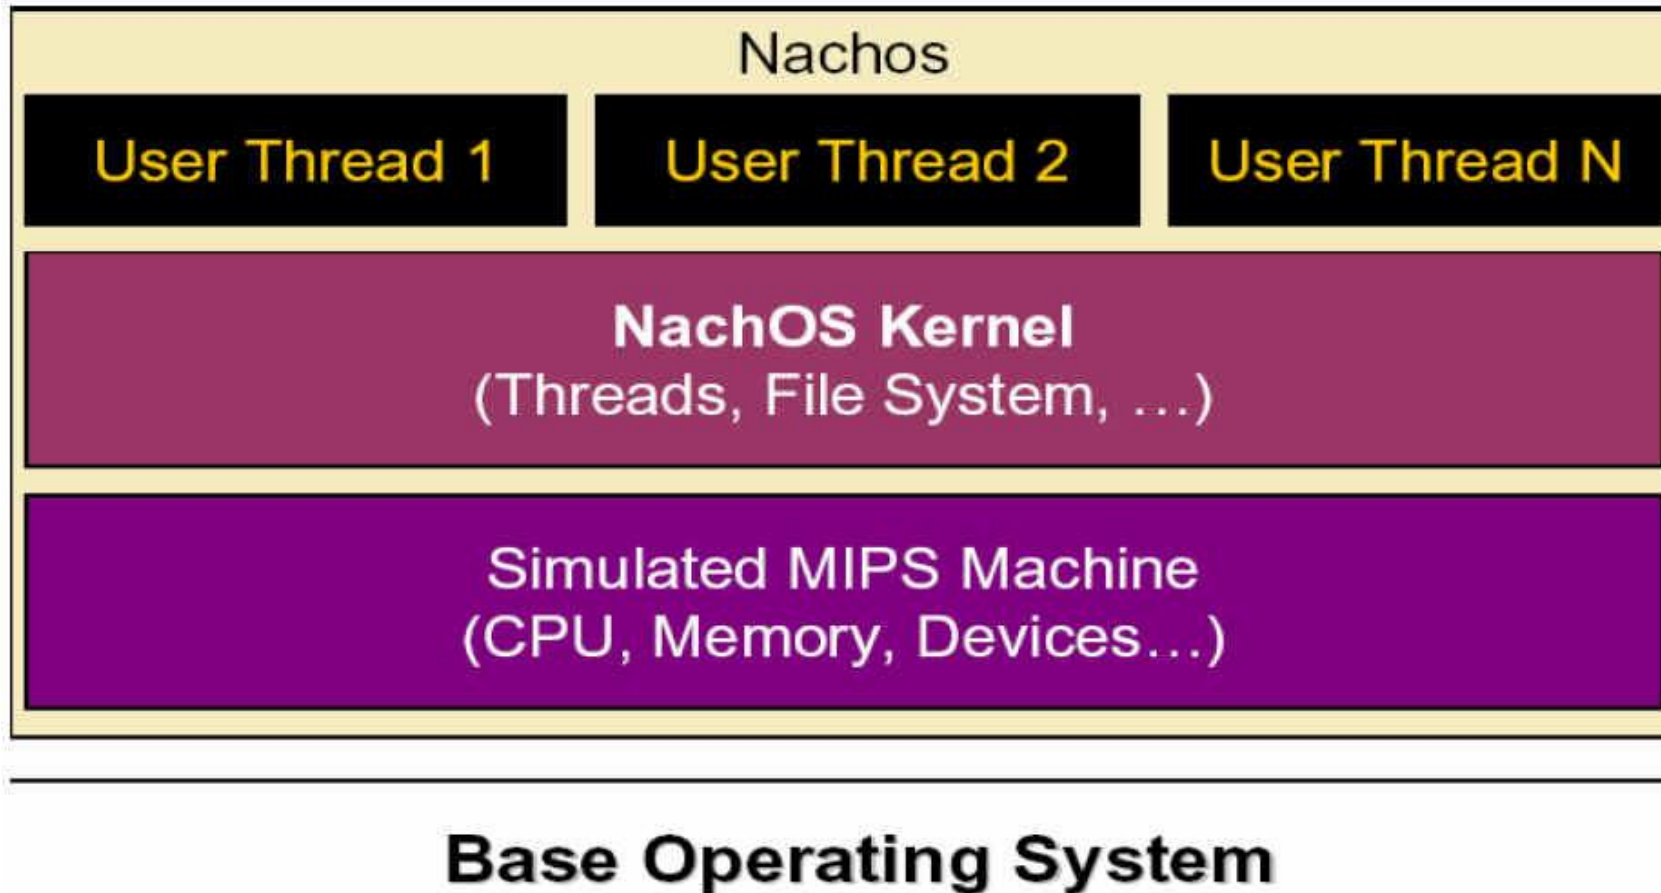 Nachos
User Thread 1
User Thread 2
User Thread N
NachOS Kernel
(Threads, File System, …)
Simulated MIPS Machine
(CPU, Memory, Devices…)
Base Operating System